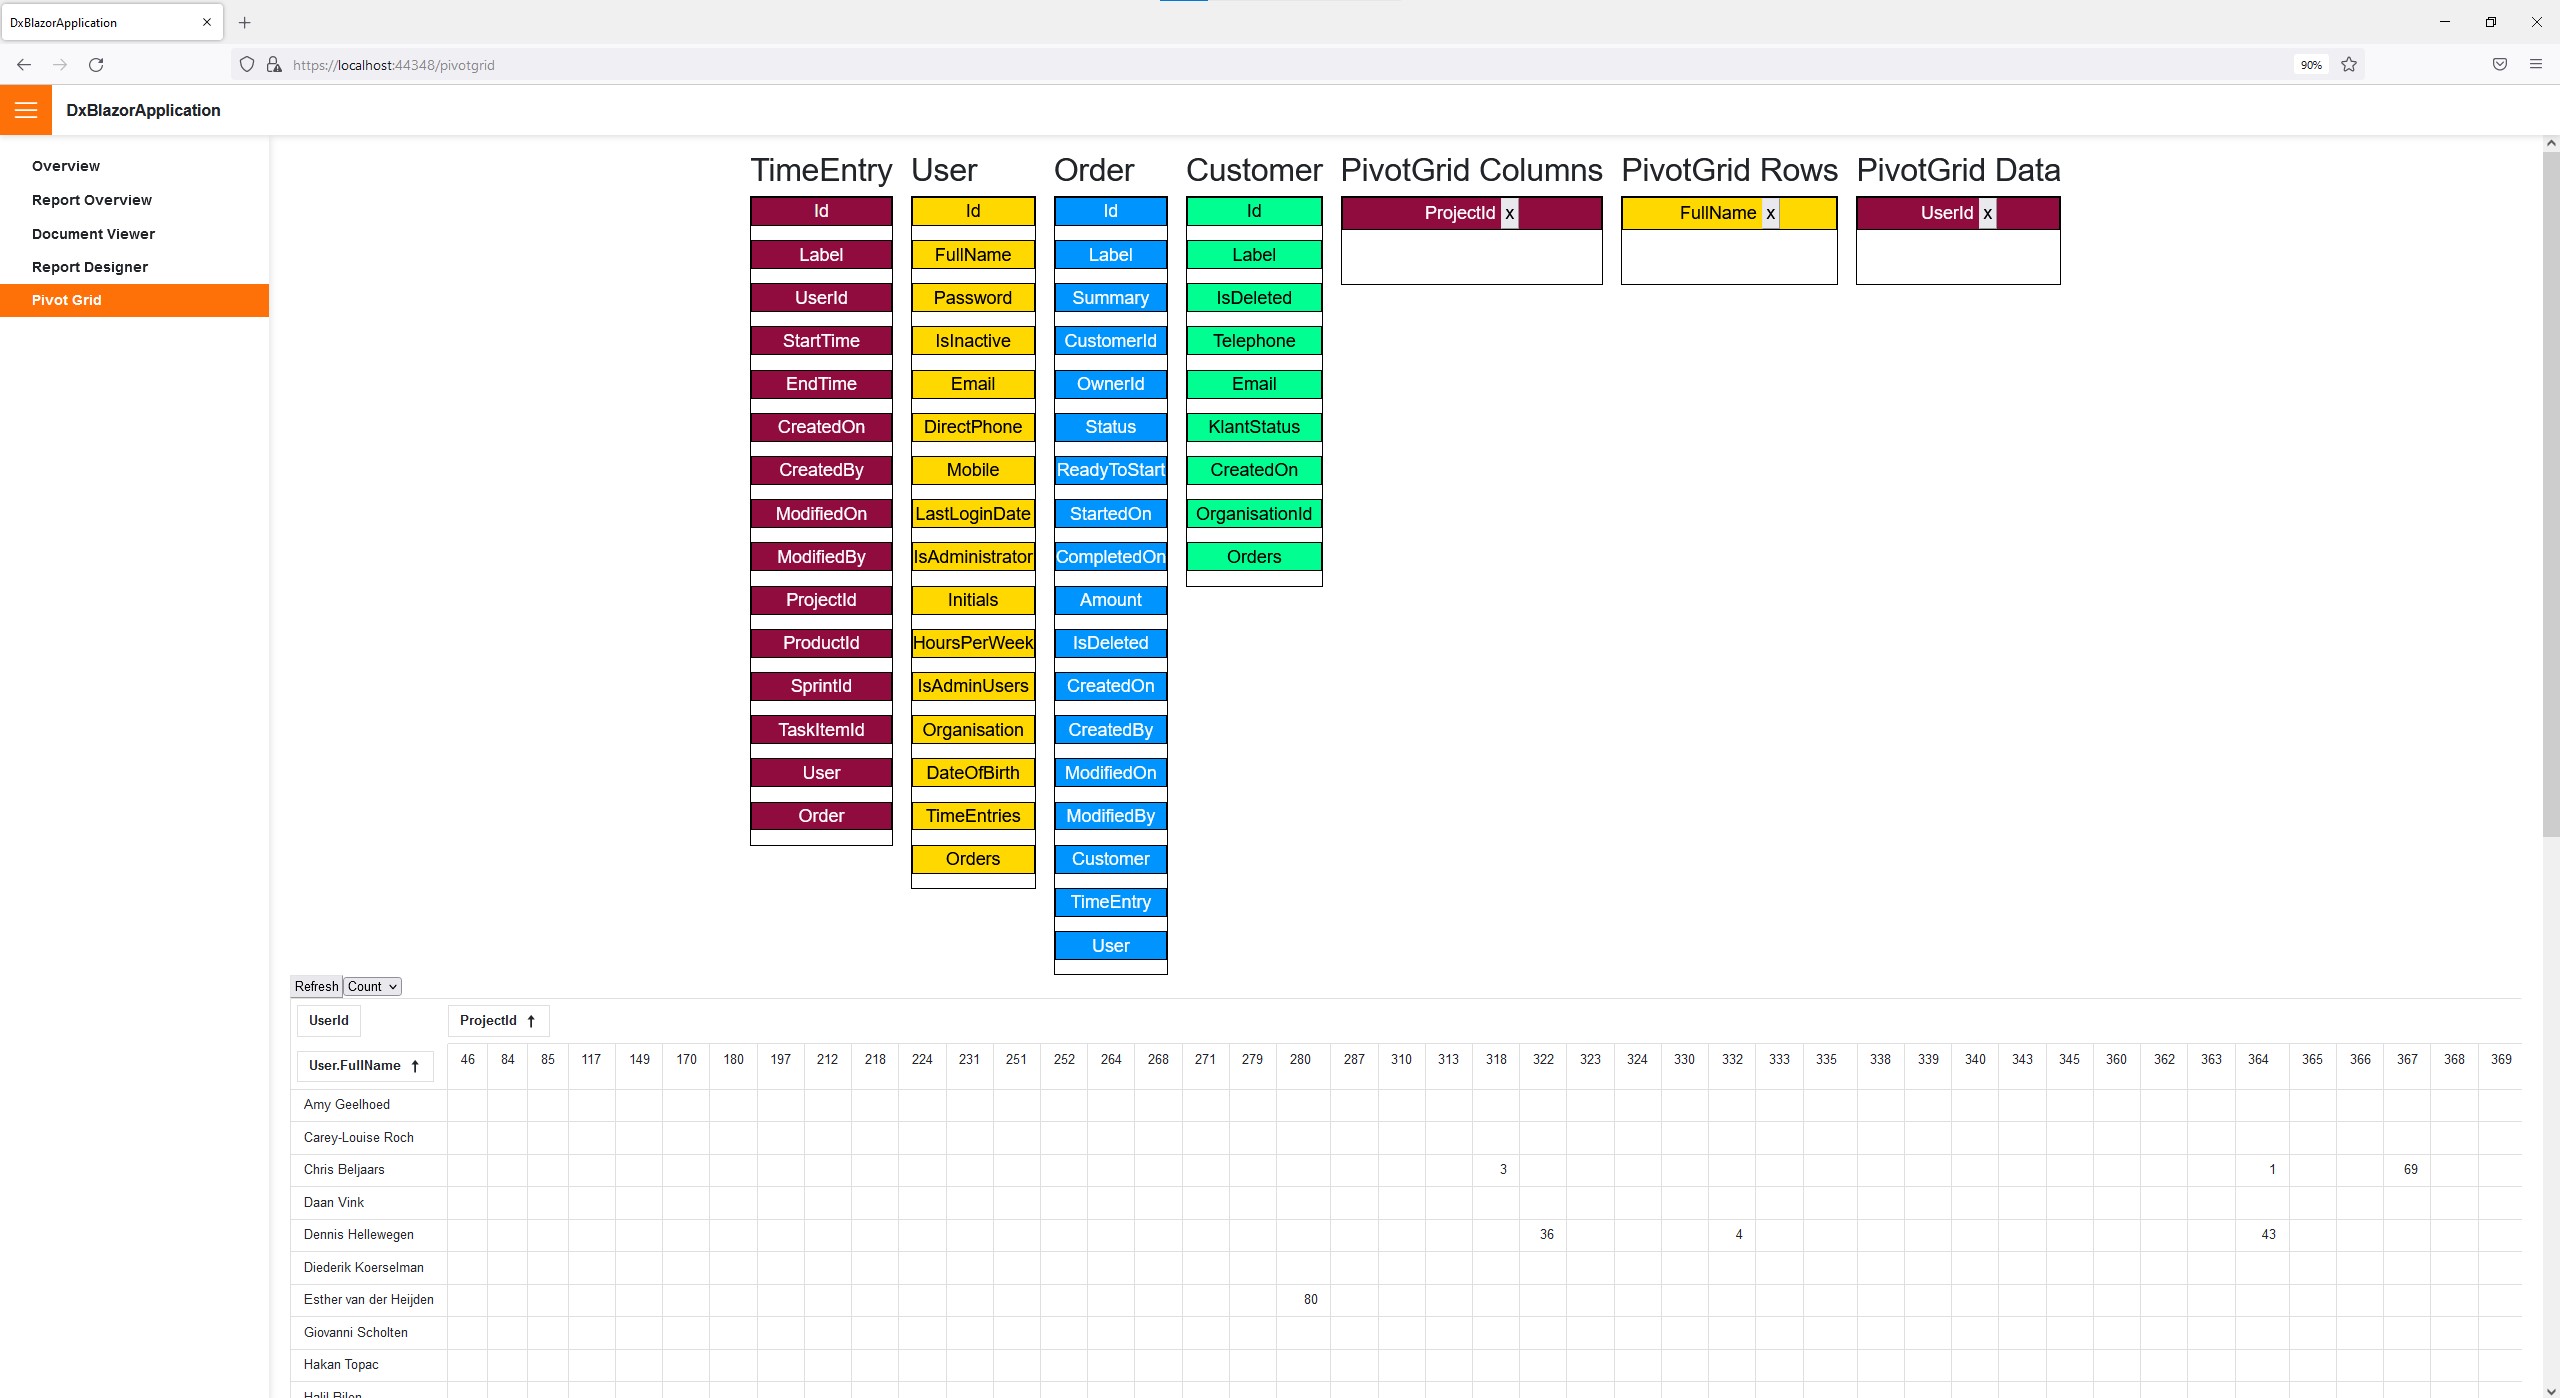 DxBlazorApplication
https://localhost:44348/pivotgrid
90%
DxBlazorApplication
Overview
Report Overview
Document Viewer
Report Designer
Pivot Grid
TimeEntry
Id
Label
UserId
StartTime
EndTime
CreatedOn
CreatedBy
ModifiedOn
ModifiedBy
ProjectId
ProductId
SprintId
TaskItemId
User
Order
User
Id
FullName
Password
IsInactive
Email
DirectPhone
Mobile
LastLoginDate
IsAdministrator
Initials
HoursPerWeek
IsAdminUsers
Organisation
DateOfBirth
TimeEntries
Orders
Order
Id
Label
Summary
CustomerId
OwnerId
Status
ReadyToStart
StartedOn
CompletedOn
Amount
IsDeleted
CreatedOn
CreatedBy
ModifiedOn
ModifiedBy
Customer
TimeEntry
User
Customer
Id
Label
IsDeleted
Telephone
Email
KlantStatus
CreatedOn
OrganisationId
Orders
PivotGrid Columns
ProjectId x
PivotGrid Rows
FullName x
PivotGrid Data
UserId x
Refresh Count
UserId ProjectId
User.FullName 46 84 85 117 149 170 180 197 212 218 224 231 251 252 264 268 271 279 280 287 310 313 318 322 323 324 330 332 333 335 338 339 340 343 345 360 362 363 364 365 366 367 368 369
Amy Geelhoed
Carey-Louise Roch
Chris Beljaars 3 1 69
Daan Vink
Dennis Hellewegen 36 4 43
Diederik Koerselman
Esther van der Heijden 80
Giovanni Scholten
Hakan Topac